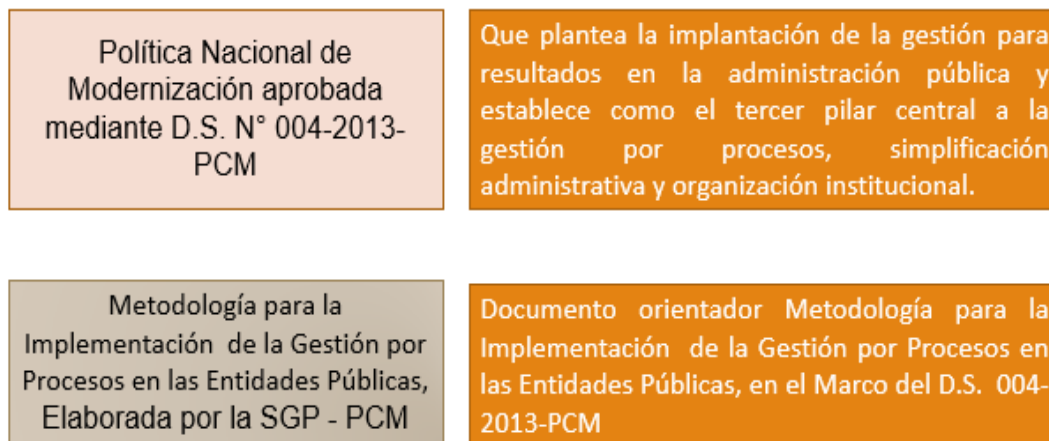 Política Nacional de
Modernización aprobada
mediante D.S. N° 004-2013-
PCM
Que plantea la implantación de la gestión para
resultados en la administración pública y
establece como el tercer pilar central a la
gestión por procesos, simplificación
administrativa y organización institucional.
Metodología para la
Implementación de la Gestión por
Procesos en las Entidades Públicas,
Elaborada por la SGP - PCM
Documento orientador Metodología para la
Implementación de la Gestión por Procesos en
las Entidades Públicas, en el Marco del D.S. 004-
2013-PCM